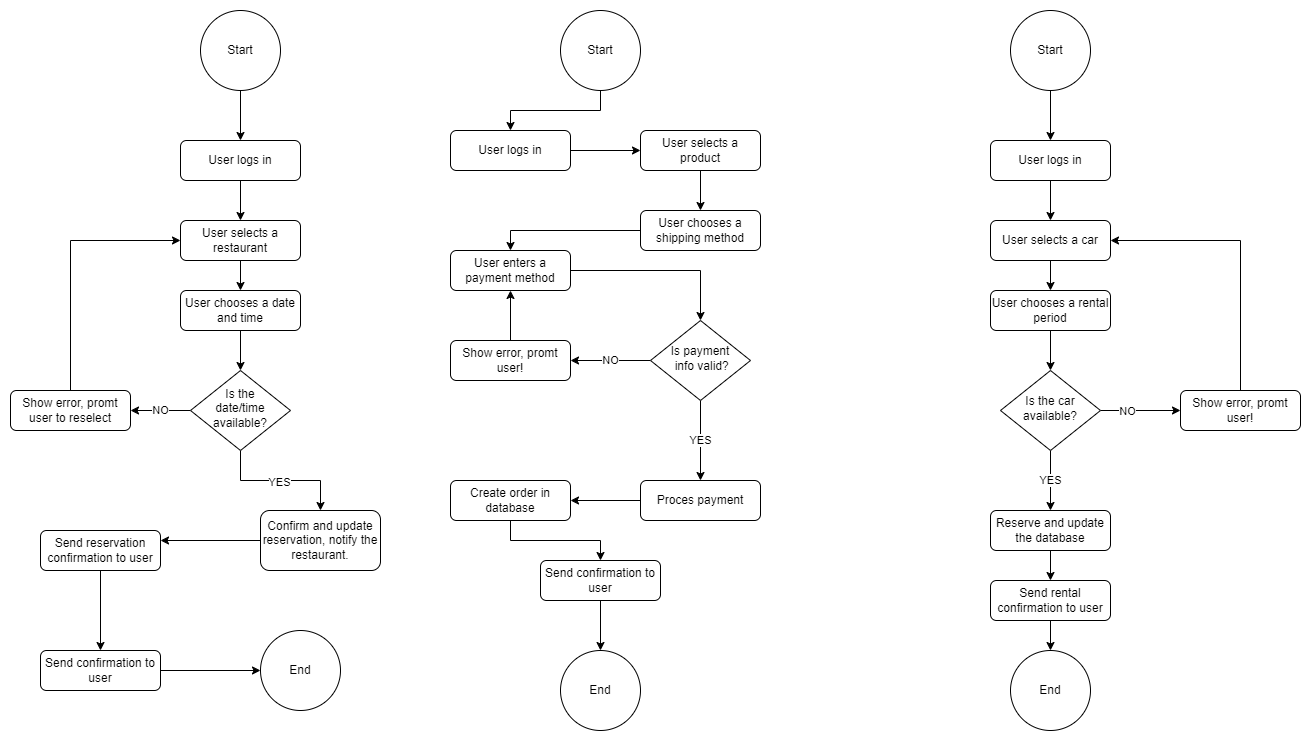 Start
User logs in
User selects a
restaurant
User chooses a date
and time
Is the
date/time
available?
NO
Show error, promt
user to reselect
YES
Confirm and update
reservation, notify the
restaurant.
Send reservation
confirmation to user
Send confirmation to
user
End
Start
User logs in
User selects a
product
User chooses a
shipping method
User enters a
payment method
Is payment
info valid?
NO
Show error, promt
user!
YES
Proces payment
Create order in
database
Send confirmation to
user
End
Start
User logs in
User selects a car
User chooses a rental
period
Is the car
available?
NO
Show error, promt
user!
YES
Reserve and update
the database
Send rental
confirmation to user
End